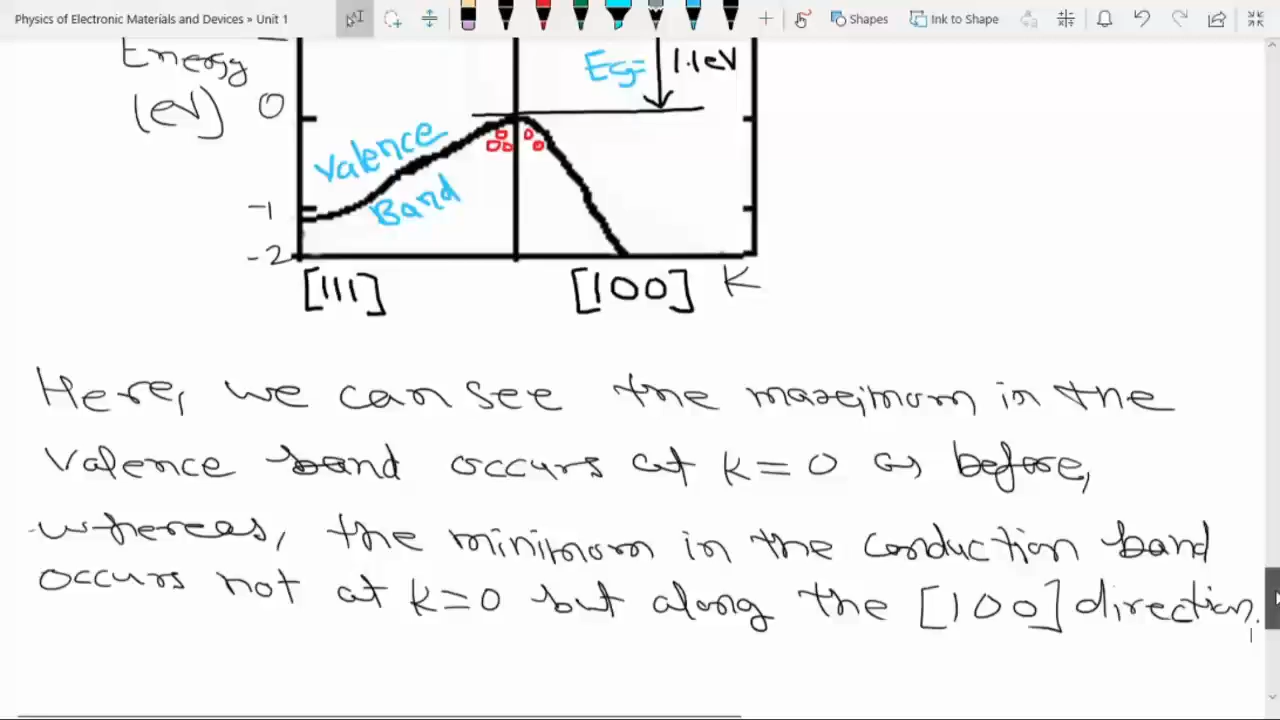 Physics of Electronic Materials and Devices » Unit 1
Shapes
Ink to Shape
Energy
(eV)
Eg=
1.1eV
0
Valence
Band
-1
-2
[111]
[100]
K
Here, we can see the maximum in the
Valence band occurs at k=0 as before,
whereas, the minimum in the conduction band
occurs not at k=0 but along the [100] direction.